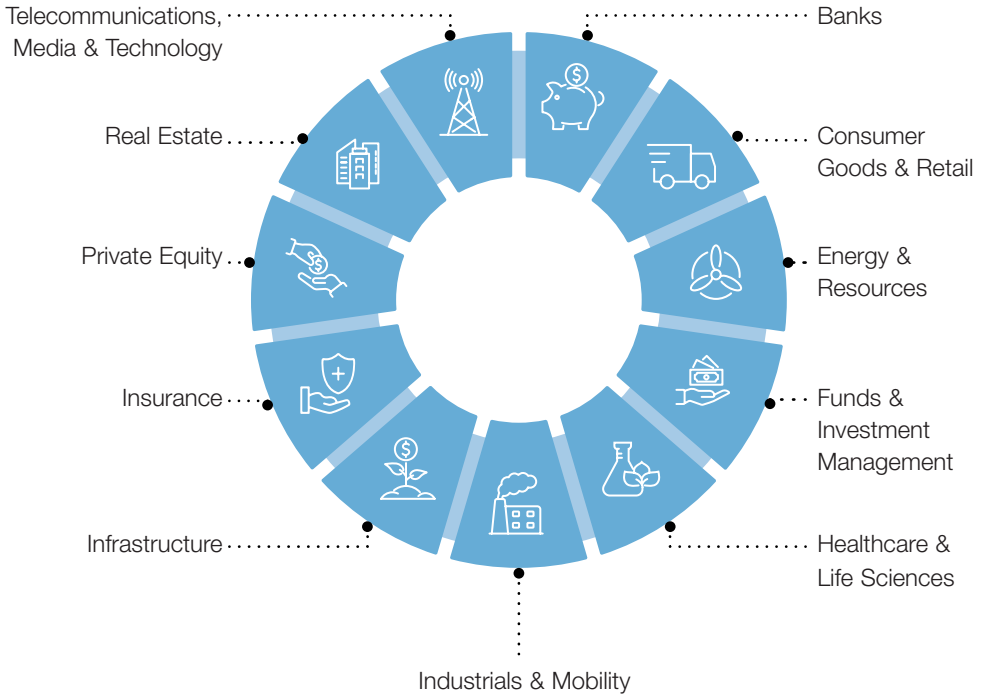 Telecommunications,
Media & Technology
Banks
Real Estate
Consumer
Goods & Retail
Private Equity
Energy &
Resources
Insurance
Funds &
Investment
Management
Infrastructure
Healthcare &
Life Sciences
Industrials & Mobility
$
$
$